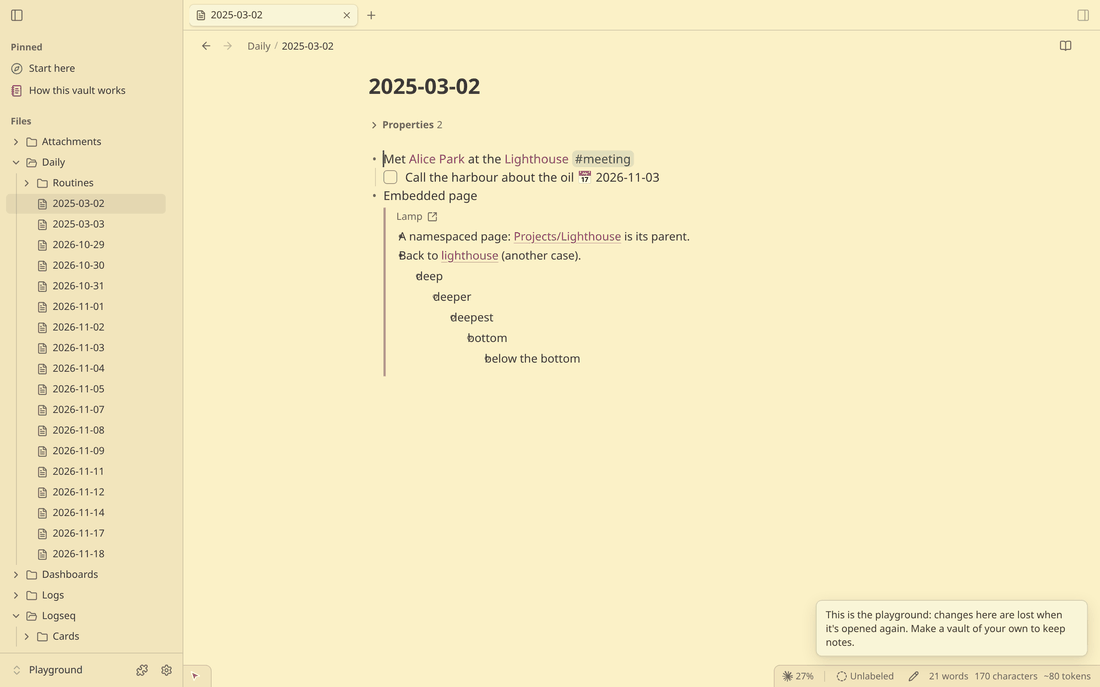 2025-03-02
Pinned
Start here
How this vault works
Files
Attachments
Daily
Routines
2025-03-02
2025-03-03
2026-10-29
2026-10-30
2026-10-31
2026-11-01
2026-11-02
2026-11-03
2026-11-04
2026-11-05
2026-11-07
2026-11-08
2026-11-09
2026-11-11
2026-11-12
2026-11-14
2026-11-17
2026-11-18
Dashboards
Logs
Logseq
Cards
Playground
Daily / 2025-03-02
2025-03-02
Properties 2
Met Alice Park at the Lighthouse #meeting
Call the harbour about the oil 📅 2026-11-03
Embedded page
Lamp
A namespaced page: Projects/Lighthouse is its parent.
Back to lighthouse (another case).
deep
deeper
deepest
bottom
below the bottom
This is the playground: changes here are lost when
it's opened again. Make a vault of your own to keep
notes.
27% Unlabeled 21 words 170 characters ~80 tokens